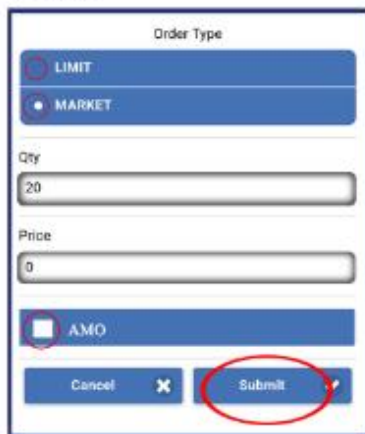 Order Type
LIMIT
MARKET
Qty
20
Price
0
AMO
Cancel Submit